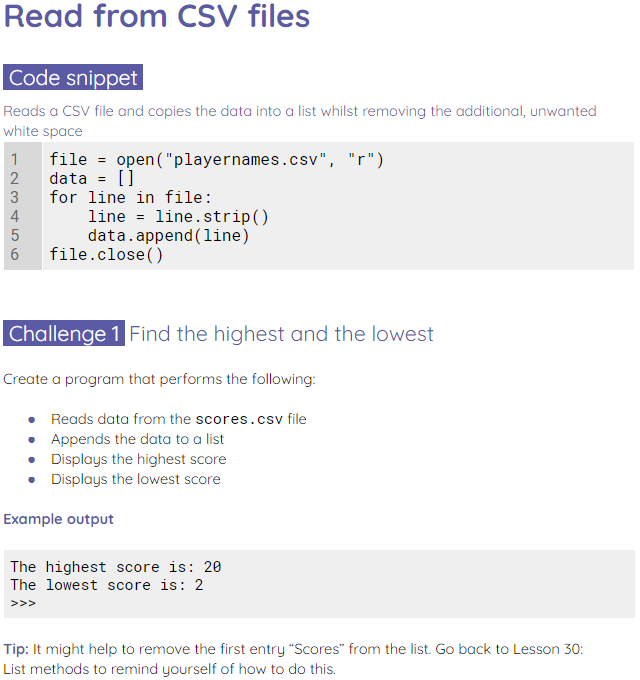 Read from CSV files
Code snippet
Reads a CSV file and copies the data into a list whilst removing the additional, unwanted
white space
1 file = open("playernames.csv", "r")
2 data = []
3 for line in file:
4     line = line.strip()
5     data.append(line)
6 file.close()
Challenge 1 Find the highest and the lowest
Create a program that performs the following:
● Reads data from the scores.csv file
● Appends the data to a list
● Displays the highest score
● Displays the lowest score
Example output
The highest score is: 20
The lowest score is: 2
>>>
Tip: It might help to remove the first entry “Scores” from the list. Go back to Lesson 30:
List methods to remind yourself of how to do this.